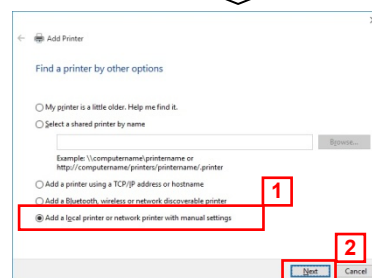 Add Printer
Find a printer by other options
My printer is a little older. Help me find it.
Select a shared printer by name
Browse...
Example: \\computername\printername or
http://computername/printers/printername/.printer
Add a printer using a TCP/IP address or hostname
1
Add a Bluetooth, wireless or network discoverable printer
Add a local printer or network printer with manual settings
2
Next Cancel